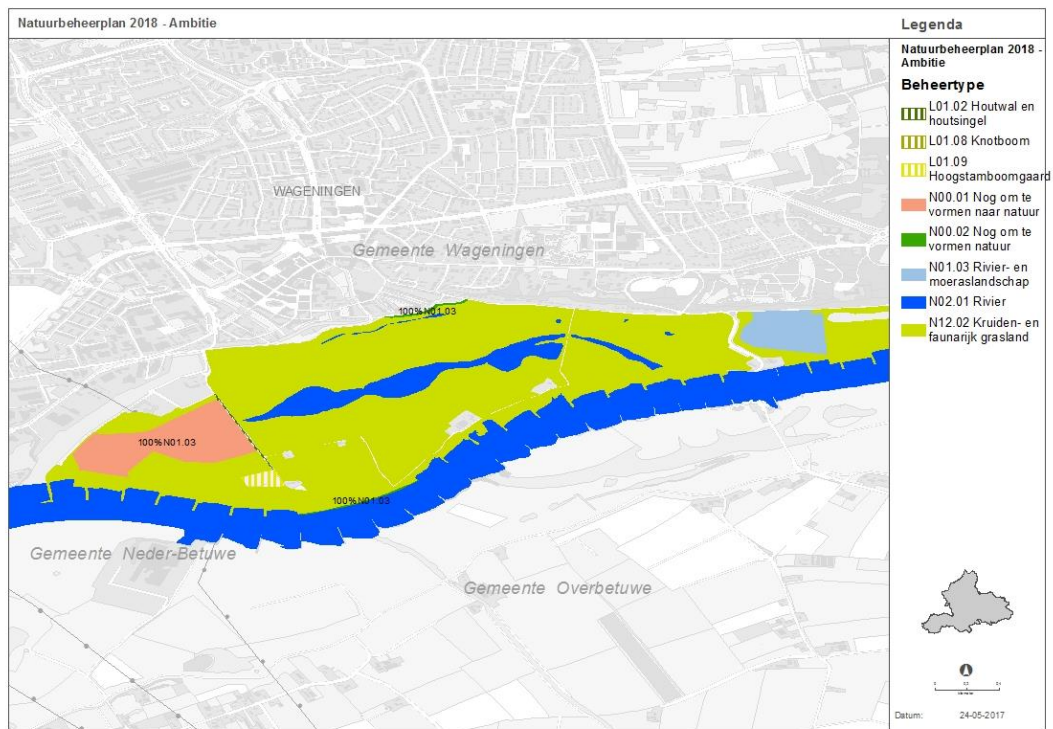 Natuurbeheerplan 2018 - Ambitie
WAGENINGEN
Gemeente Wageningen
100%N01.03
100%N01.03
100%N01.03
Gemeente Neder-Betuwe
Gemeente Overbetuwe
Legenda
Natuurbeheerplan 2018 -
Ambitie
Beheertype
L01.02 Houtwal en
houtsingel
L01.08 Knotboom
L01.09
Hoogstamboomgaard
N00.01 Nog om te
vormen naar natuur
N00.02 Nog om te
vormen natuur
N01.03 Rivier- en
moeraslandschap
N02.01 Rivier
N12.02 Kruiden- en
faunarijk grasland
Datum: 24-05-2017